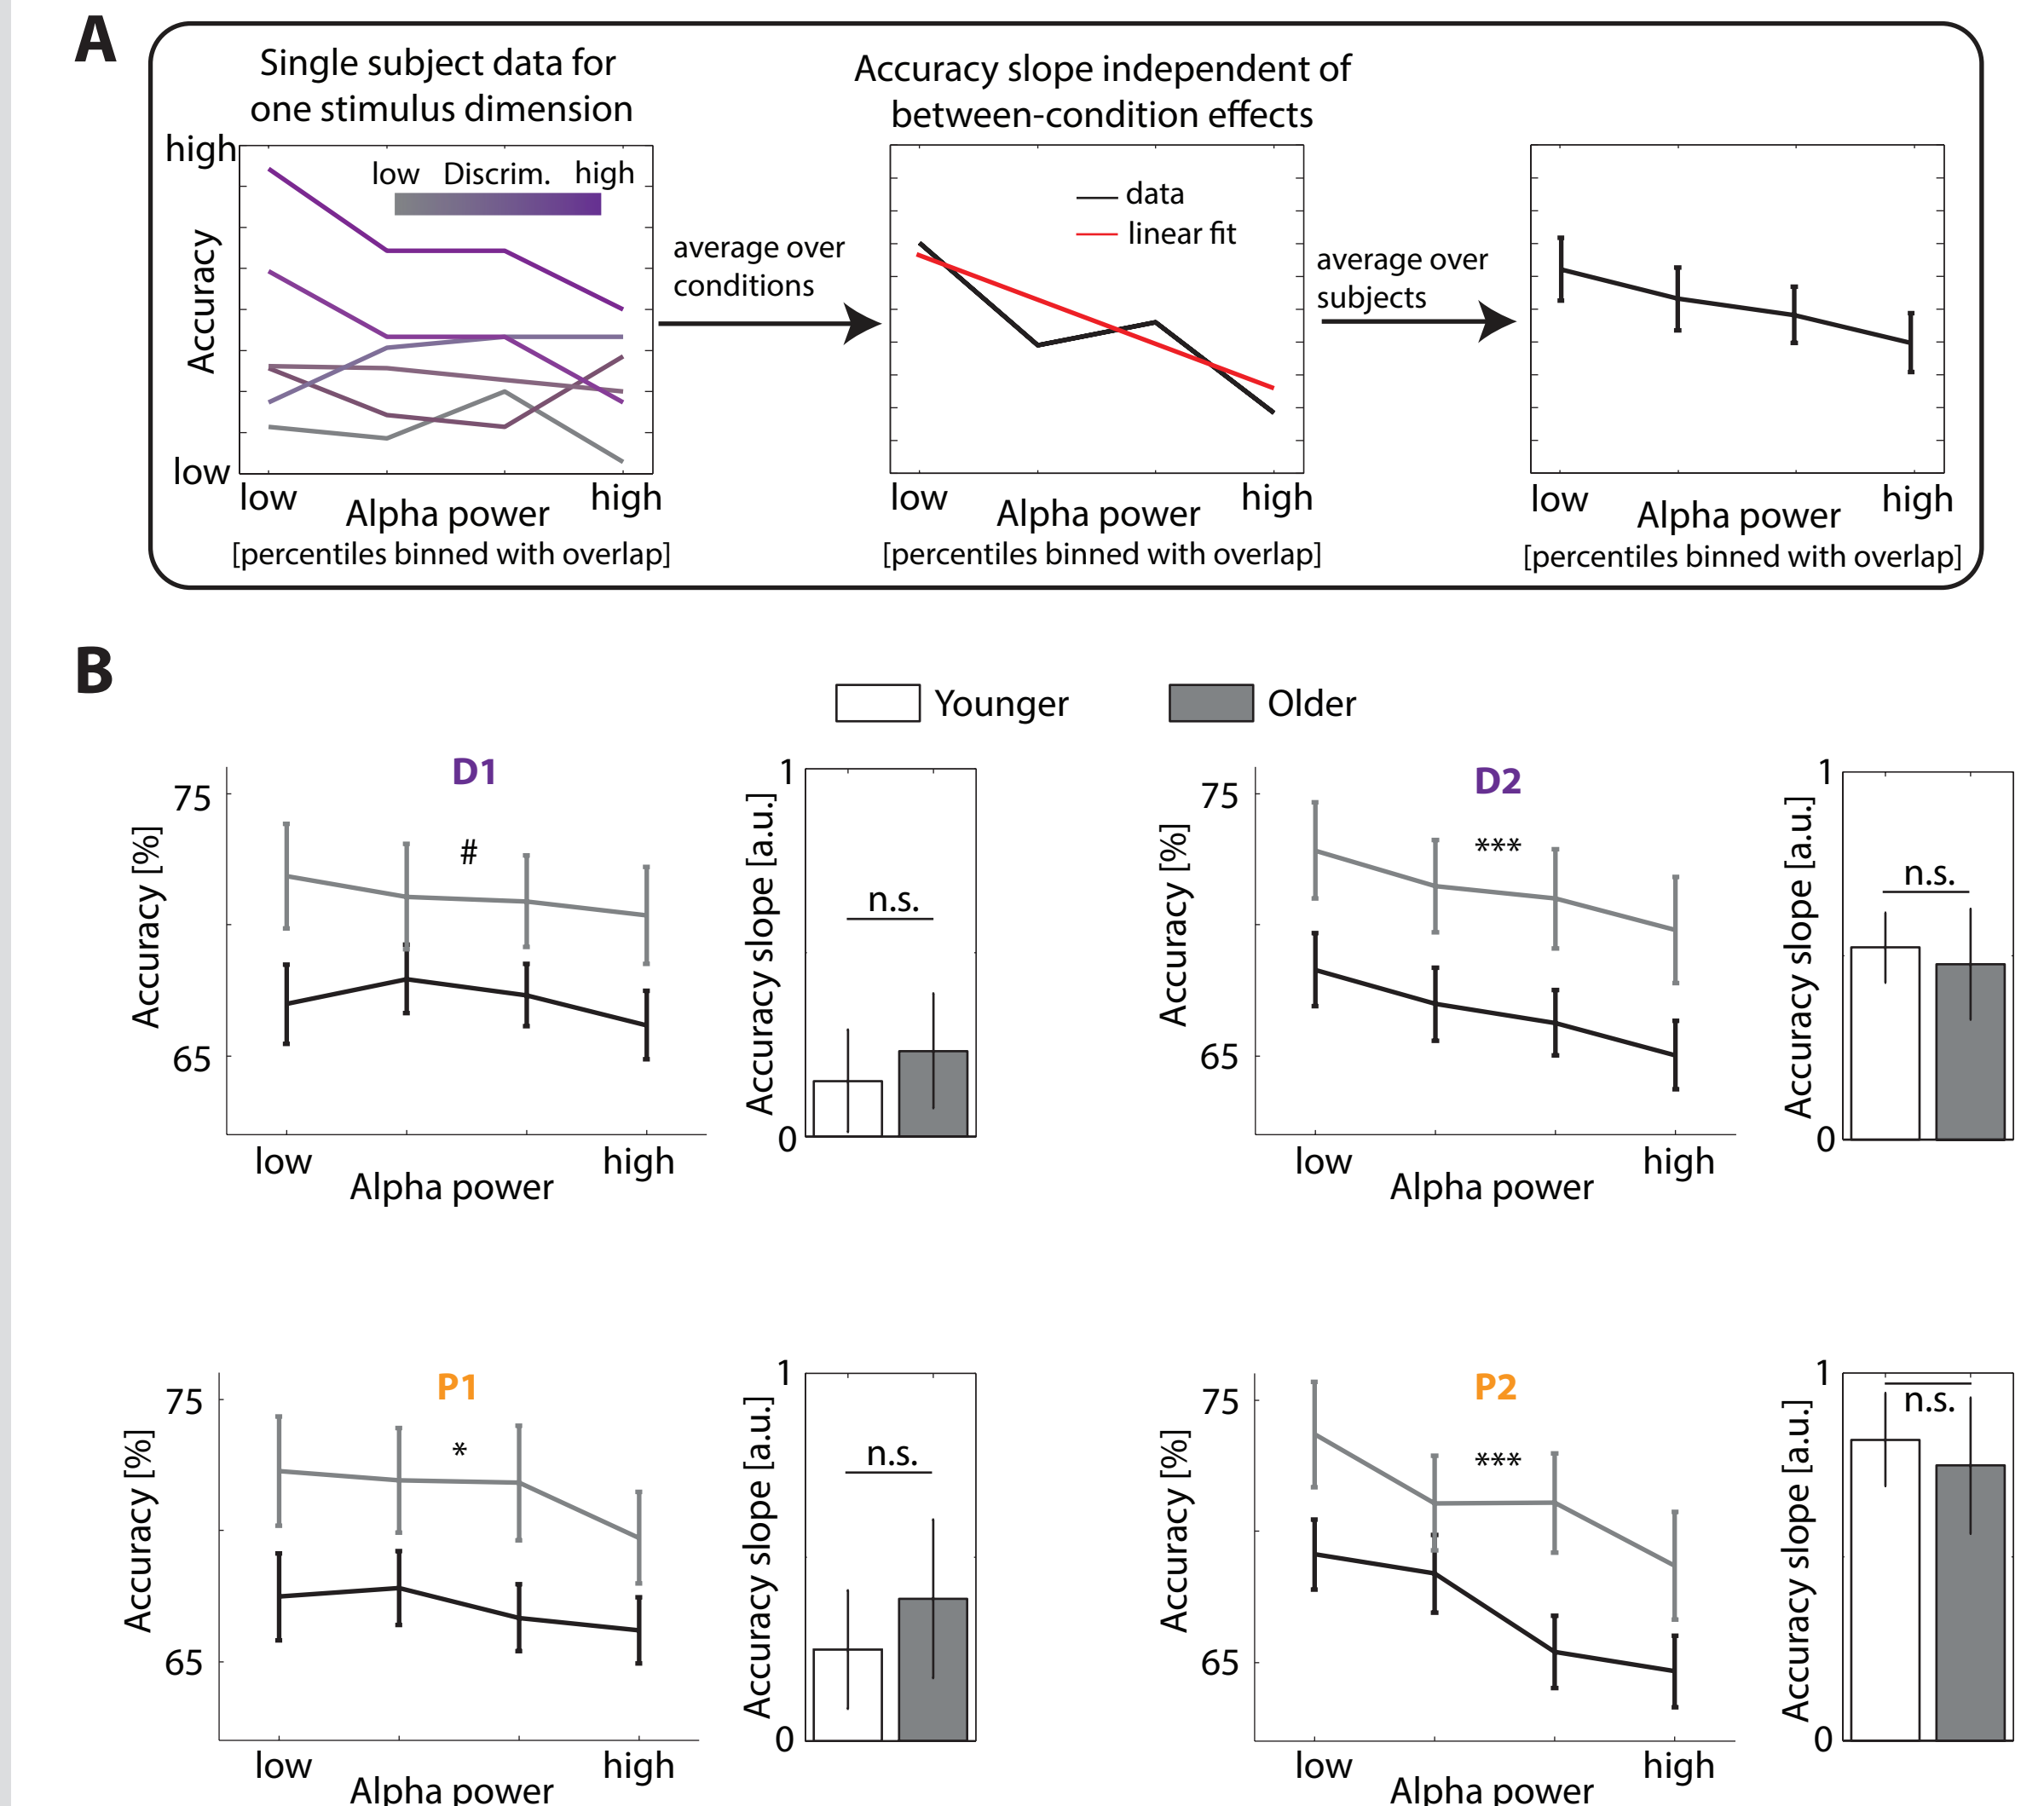 A
Single subject data for
one stimulus dimension
high
low Discrim. high
Accuracy
low
low high
Alpha power
[percentiles binned with overlap]
average over
conditions
Accuracy slope independent of
between-condition effects
data
linear fit
low high
Alpha power
[percentiles binned with overlap]
average over
subjects
low high
Alpha power
[percentiles binned with overlap]
B
Younger Older
D1
75
#
Accuracy [%]
65
low high
Alpha power
1
Accuracy slope [a.u.]
n.s.
0
D2
75
***
Accuracy [%]
65
low high
Alpha power
1
Accuracy slope [a.u.]
n.s.
0
P1
75
*
Accuracy [%]
65
low high
Alpha power
1
Accuracy slope [a.u.]
n.s.
0
P2
75
***
Accuracy [%]
65
low high
Alpha power
1
Accuracy slope [a.u.]
n.s.
0